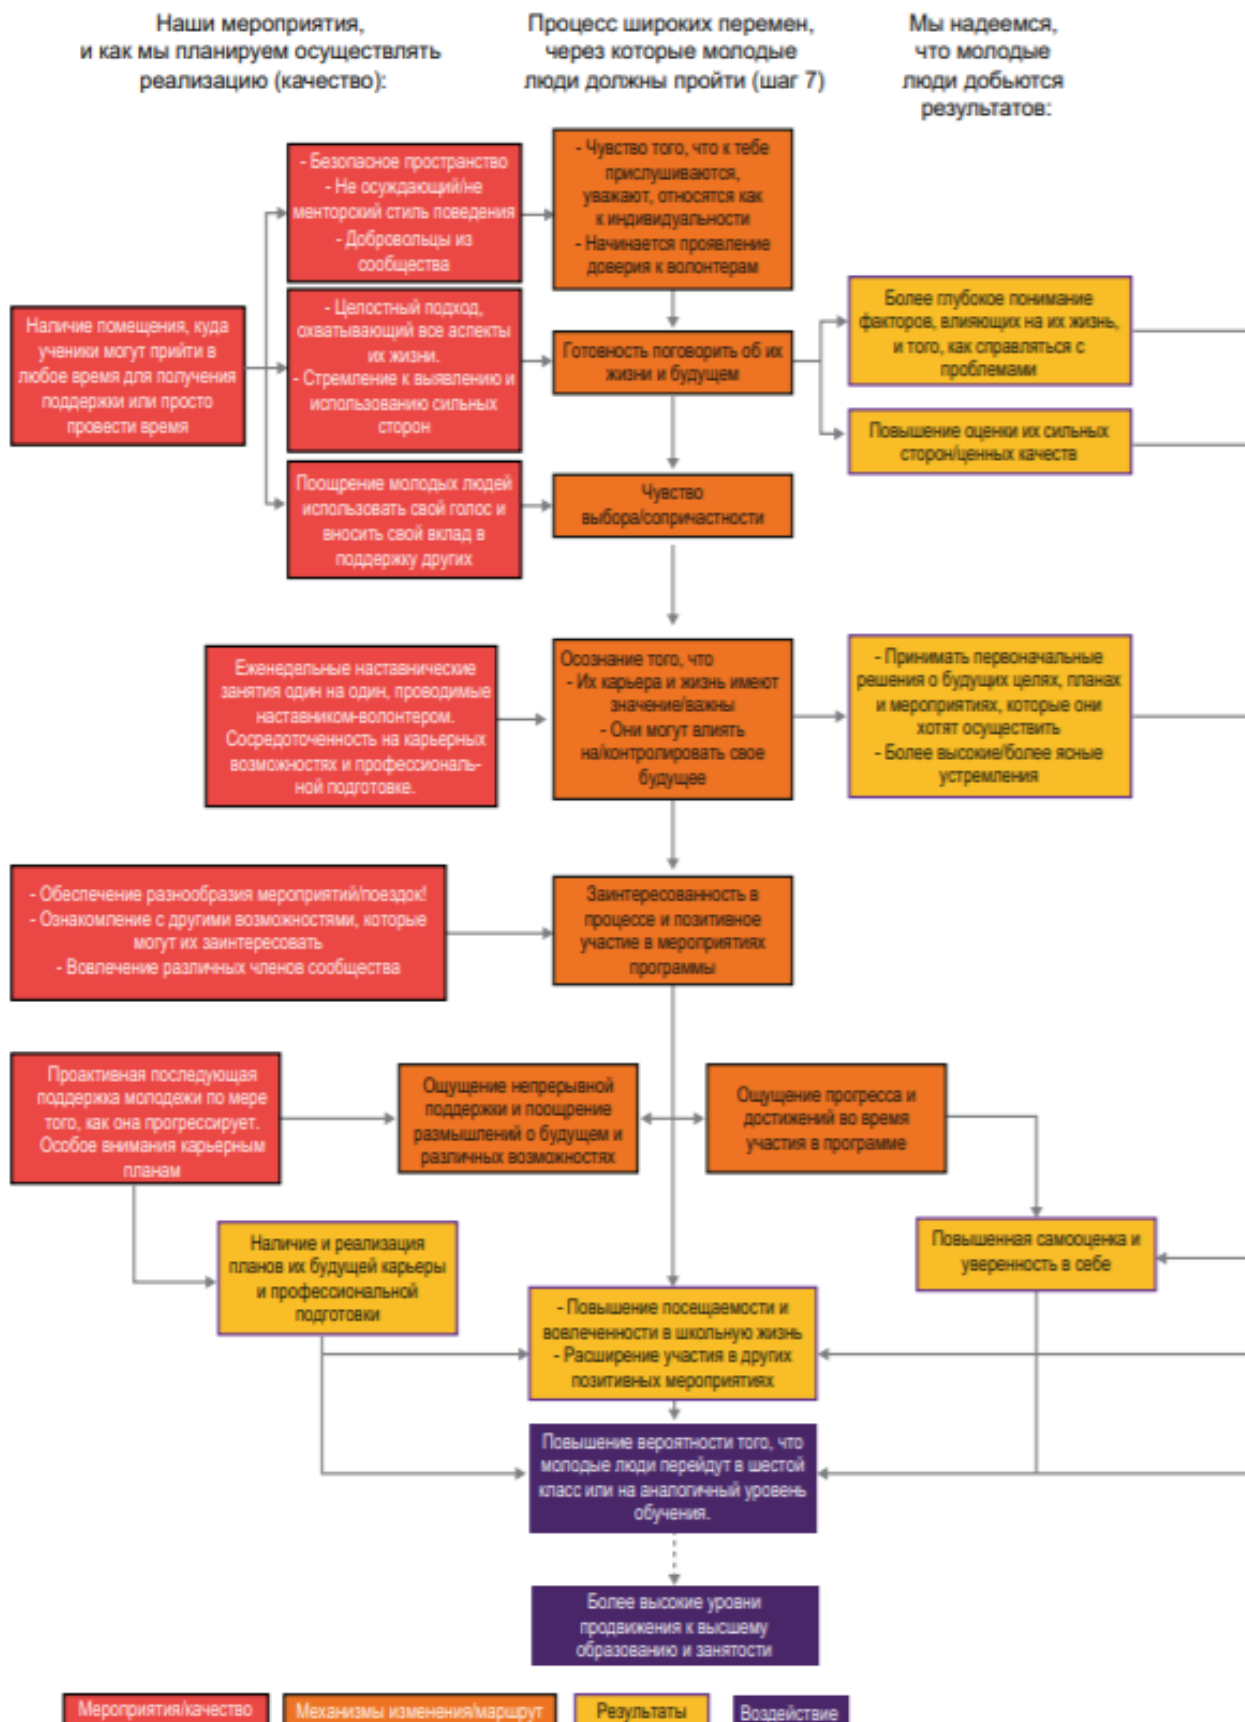 Наши мероприятия,
и как мы планируем осуществлять
реализацию (качество):
Процесс широких перемен,
через которые молодые
люди должны пройти (шаг 7)
Мы надеемся,
что молодые
люди добьются
результатов:
- Безопасное пространство
- Не осуждающий/не
менторский стиль поведения
- Добровольцы из
сообщества
- Чувство того, что к тебе
прислушиваются,
уважают, относятся как
к индивидуальности
- Начинается проявление
доверия к волонтерам
Наличие помещения, куда
ученики могут прийти в
любое время для получения
поддержки или просто
провести время
- Целостный подход,
охватывающий все аспекты
их жизни.
- Стремление к выявлению и
использованию сильных
сторон
Готовность поговорить об их
жизни и будущем
Более глубокое понимание
факторов, влияющих на их жизнь,
и того, как справляться с
проблемами
Повышение оценки их сильных
сторон/ценных качеств
Поощрение молодых людей
использовать свой голос и
вносить свой вклад в
поддержку других
Чувство
выбора/сопричастности
Еженедельные наставнические
занятия один на один, проводимые
наставником-волонтером.
Сосредоточенность на карьерных
возможностях и профессиональ-
ной подготовке.
Осознание того, что
- Их карьера и жизнь имеют
значение/важны
- Они могут влиять
на/контролировать свое
будущее
- Принимать первоначальные
решения о будущих целях, планах
и мероприятиях, которые они
хотят осуществить
- Более высокие/более ясные
устремления
- Обеспечение разнообразия мероприятий/поездок!
- Ознакомление с другими возможностями, которые
могут их заинтересовать
- Вовлечение различных членов сообщества
Заинтересованность в
процессе и позитивное
участие в мероприятиях
программы
Проактивная последующая
поддержка молодежи по мере
того, как она прогрессирует.
Особое внимания карьерным
планам
Ощущение непрерывной
поддержки и поощрение
размышлений о будущем и
различных возможностях
Ощущение прогресса и
достижений во время
участия в программе
Наличие и реализация
планов их будущей карьеры
и профессиональной
подготовки
Повышенная самооценка и
уверенность в себе
- Повышение посещаемости и
вовлеченности в школьную жизнь
- Расширение участия в других
позитивных мероприятиях
Повышение вероятности того, что
молодые люди перейдут в шестой
класс или на аналогичный уровень
обучения.
Более высокие уровни
продвижения к высшему
образованию и занятости
Мероприятия/качество
Механизмы изменения/маршрут
Результаты
Воздействие